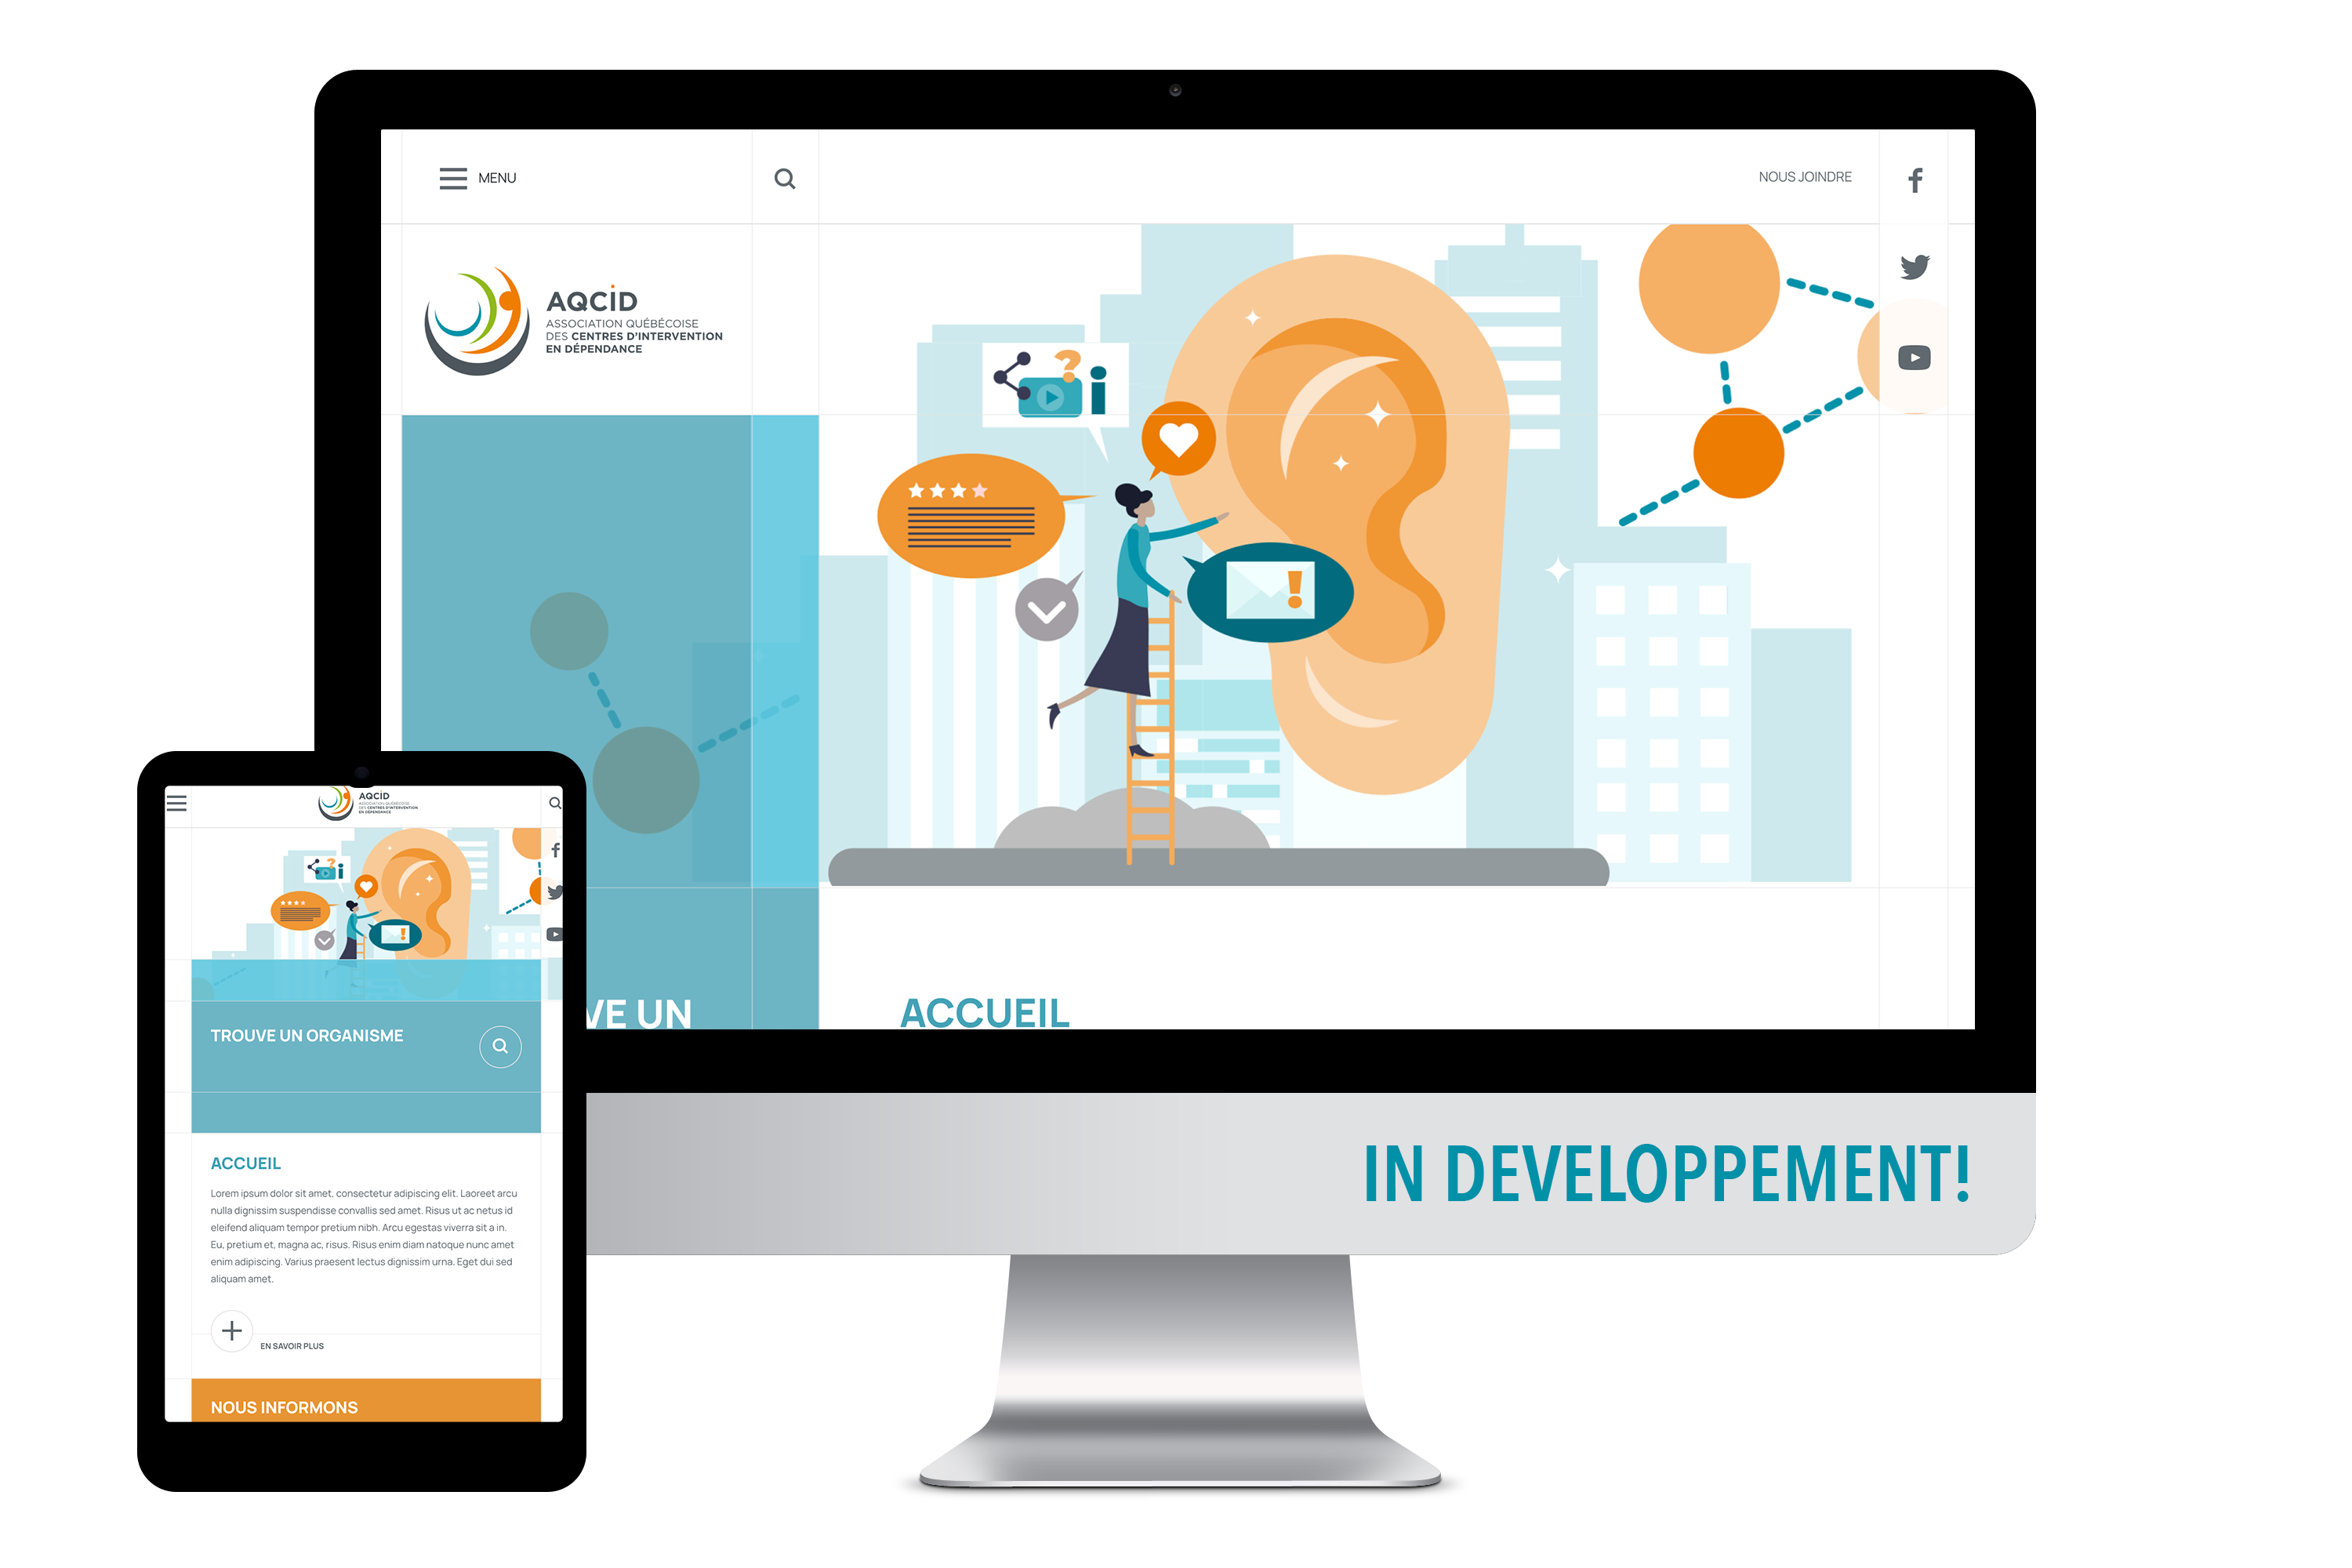 MENU
NOUS JOINDRE
AQCiD
ASSOCIATION QUÉBÉCOISE
DES CENTRES D'INTERVENTION
EN DÉPENDANCE
VE UN
ACCUEIL
IN DEVELOPPEMENT!
AQCiD
ASSOCIATION QUÉBÉCOISE
DES CENTRES D'INTERVENTION
EN DÉPENDANCE
TROUVE UN ORGANISME
ACCUEIL
Lorem ipsum dolor sit amet, consectetur adipiscing elit. Laoreet arcu
nulla dignissim suspendisse convallis sed amet. Risus ut ac netus id
eleifend aliquam tempor pretium nibh. Arcu egestas viverra sit a in.
Eu, pretium et, magna ac, risus. Risus enim diam natoque nunc amet
enim adipiscing. Varius praesent lectus dignissim urna. Eget dui sed
aliquam amet.
EN SAVOIR PLUS
NOUS INFORMONS